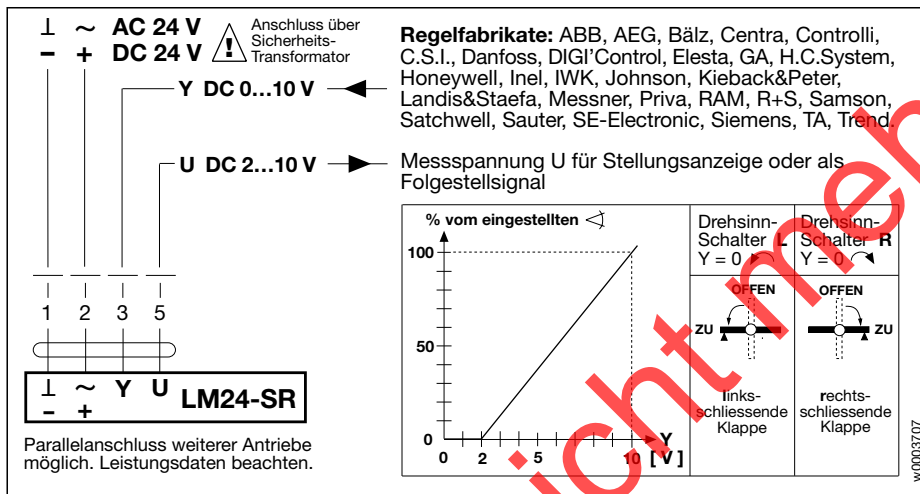 ⊥ ~ AC 24 V
– + DC 24 V
Anschluss über
Sicherheits-
Transformator
Y DC 0...10 V
U DC 2...10 V
Regelfabrikate: ABB, AEG, Bälz, Centra, Controlli,
C.S.I., Danfoss, DIGI'Control, Elesta, GA, H.C.System,
Honeywell, Inel, IWK, Johnson, Kieback&Peter,
Landis&Staefa, Messner, Priva, RAM, R+S, Samson,
Satchwell, Sauter, SE-Electronic, Siemens, TA, Trend.
Messspannung U für Stellungsanzeige oder als
Folgestellsignal
1 2 3 5
⊥ ~ Y U LM24-SR
– +
Parallelanschluss weiterer Antriebe
möglich. Leistungsdaten beachten.
% vom eingestellten ∢
100
50
0
0 2 5 10 [ V ]
Y
Drehsinn-
Schalter L
Y = 0
OFFEN
ZU
links-
schliessende
Klappe
Drehsinn-
Schalter R
Y = 0
OFFEN
ZU
rechts-
schliessende
Klappe
w0003707
icht meh